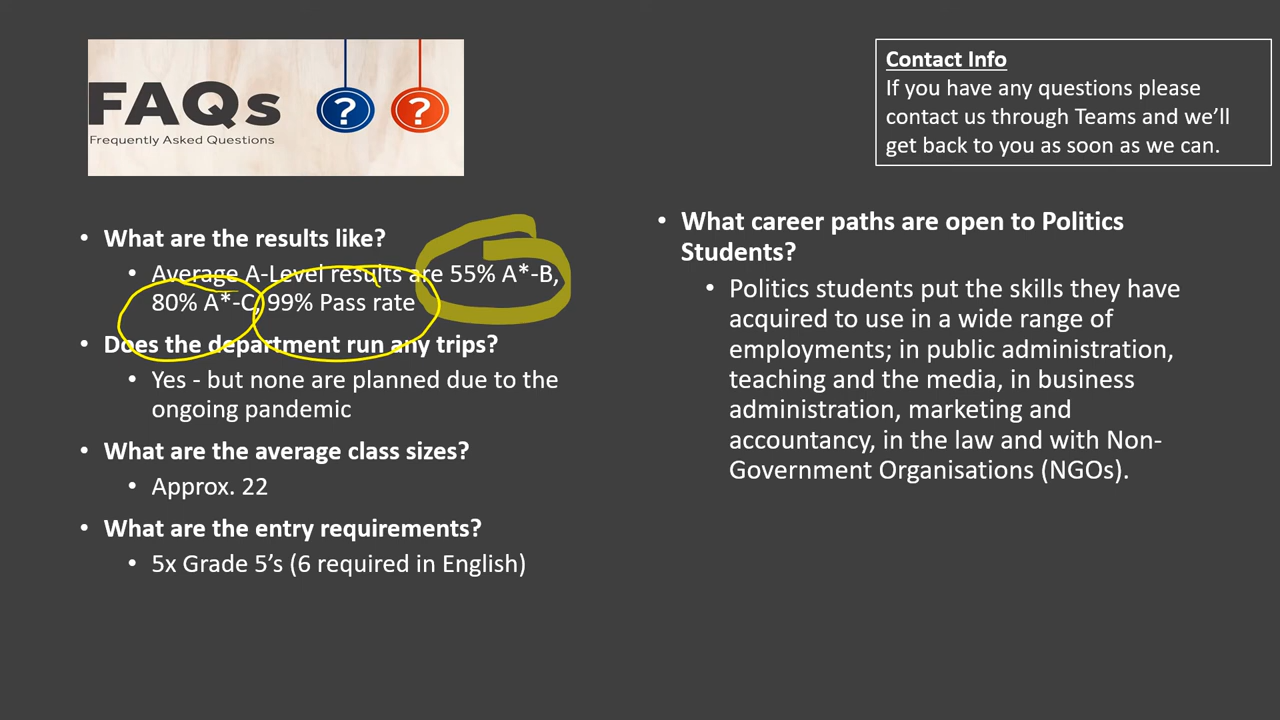 FAQs
Frequently Asked Questions
? ?
Contact Info
If you have any questions please
contact us through Teams and we’ll
get back to you as soon as we can.
• What are the results like?
• Average A-Level results are 55% A*-B,
80% A*-C, 99% Pass rate
• Does the department run any trips?
• Yes - but none are planned due to the
ongoing pandemic
• What are the average class sizes?
• Approx. 22
• What are the entry requirements?
• 5x Grade 5’s (6 required in English)
• What career paths are open to Politics
Students?
• Politics students put the skills they have
acquired to use in a wide range of
employments; in public administration,
teaching and the media, in business
administration, marketing and
accountancy, in the law and with Non-
Government Organisations (NGOs).